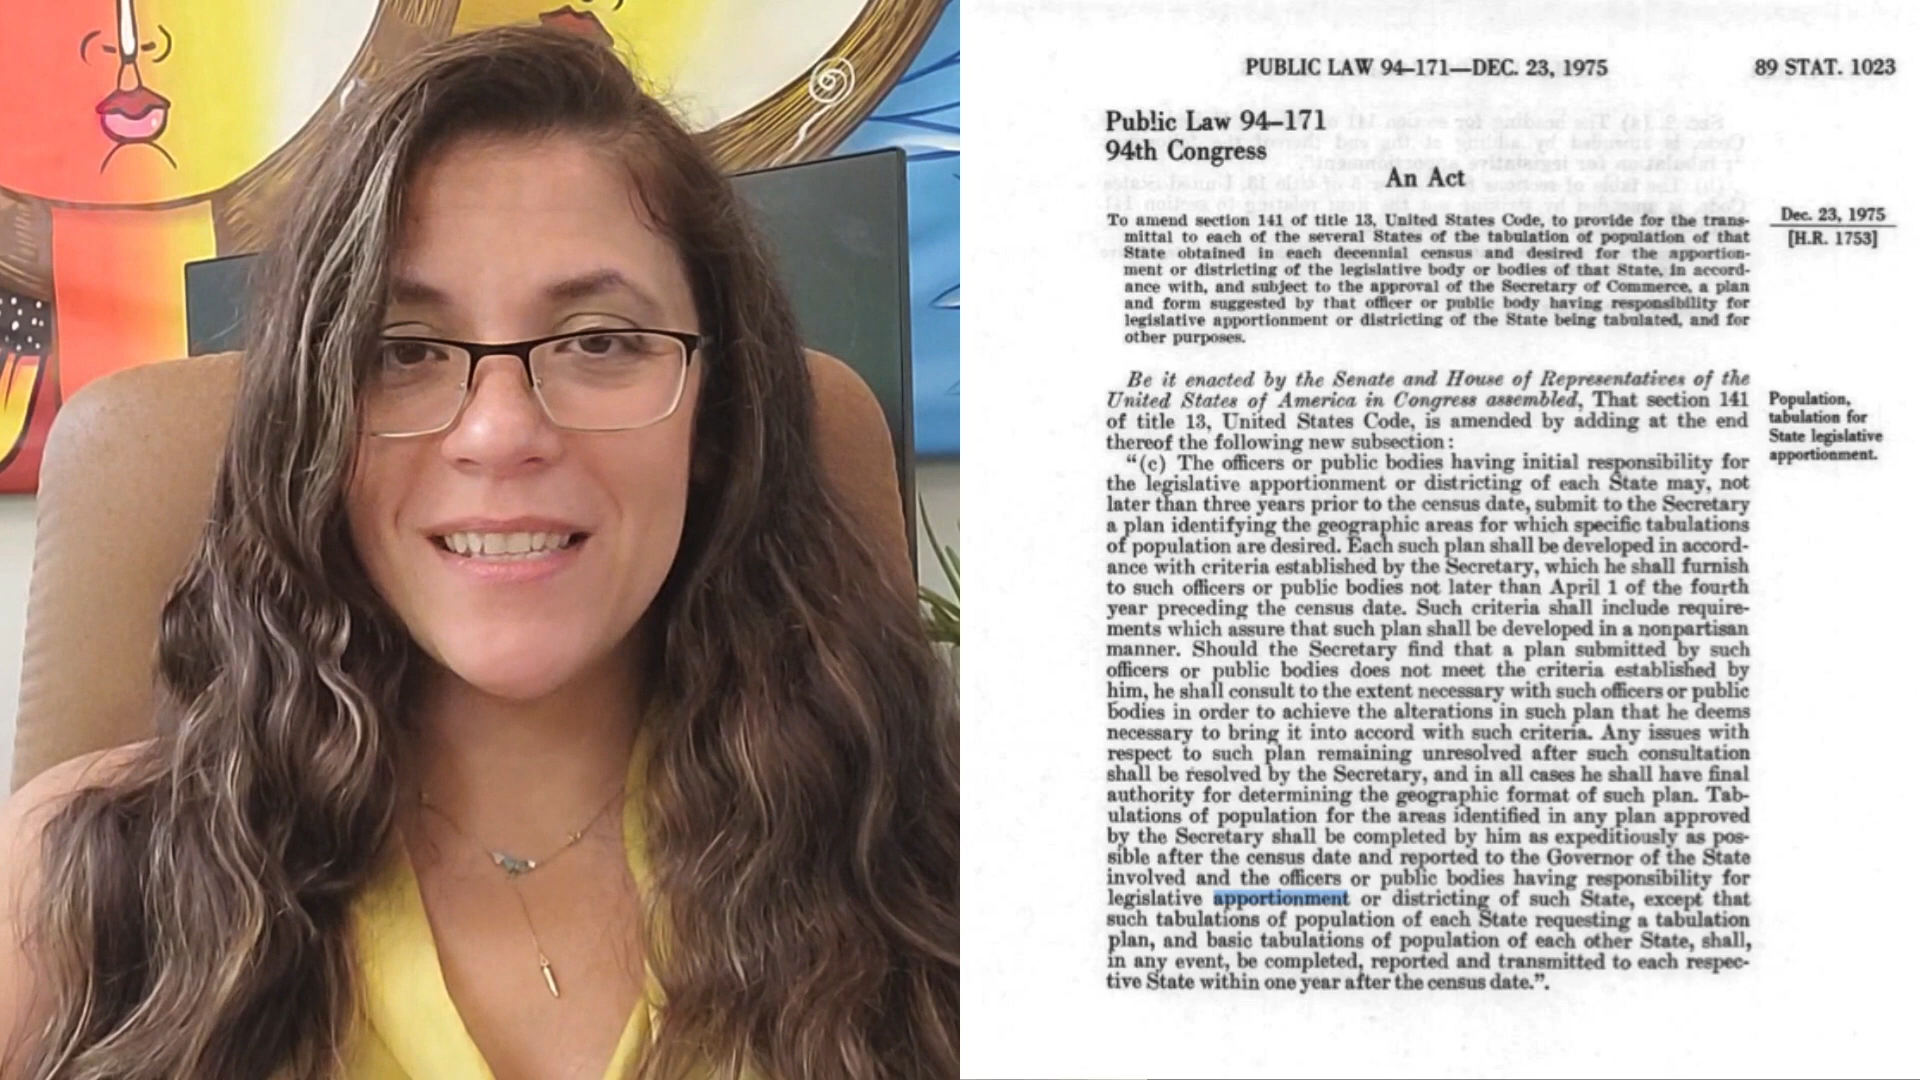 PUBLIC LAW 94–171—DEC. 23, 1975
89 STAT. 1023
Public Law 94–171
94th Congress
An Act
To amend section 141 of title 13, United States Code, to provide for the trans-
mittal to each of the several States of the tabulation of population of that
State obtained in each decennial census and desired for the apportion-
ment or districting of the legislative body or bodies of that State, in accord-
ance with, and subject to the approval of the Secretary of Commerce, a plan
and form suggested by that officer or public body having responsibility for
legislative apportionment or districting of the State being tabulated, and for
other purposes.
Dec. 23, 1975
[H.R. 1753]
Be it enacted by the Senate and House of Representatives of the
United States of America in Congress assembled, That section 141
of title 13, United States Code, is amended by adding at the end
thereof the following new subsection:
Population,
tabulation for
State legislative
apportionment.
“(c) The officers or public bodies having initial responsibility for
the legislative apportionment or districting of each State may, not
later than three years prior to the census date, submit to the Secretary
a plan identifying the geographic areas for which specific tabulations
of population are desired. Each such plan shall be developed in accord-
ance with criteria established by the Secretary, which he shall furnish
to such officers or public bodies not later than April 1 of the fourth
year preceding the census date. Such criteria shall include require-
ments which assure that such plan shall be developed in a nonpartisan
manner. Should the Secretary find that a plan submitted by such
officers or public bodies does not meet the criteria established by
him, he shall consult to the extent necessary with such officers or public
bodies in order to achieve the alterations in such plan that he deems
necessary to bring it into accord with such criteria. Any issues with
respect to such plan remaining unresolved after such consultation
shall be resolved by the Secretary, and in all cases he shall have final
authority for determining the geographic format of such plan. Tab-
ulations of population for the areas identified in any plan approved
by the Secretary shall be completed by him as expeditiously as pos-
sible after the census date and reported to the Governor of the State
involved and the officers or public bodies having responsibility for
legislative apportionment or districting of such State, except that
such tabulations of population of each State requesting a tabulation
plan, and basic tabulations of population of each other State, shall,
in any event, be completed, reported and transmitted to each respec-
tive State within one year after the census date.”.